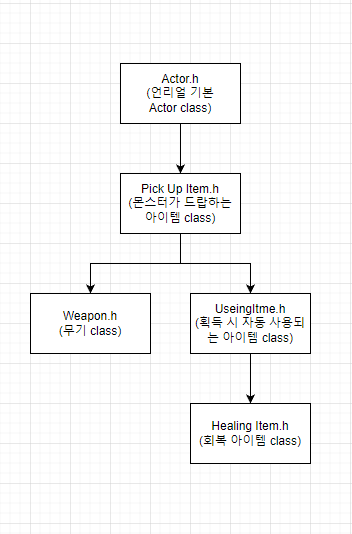 Actor.h
(언리얼 기본
Actor class)
Pick Up Item.h
(몬스터가 드랍하는
아이템 class)
Weapon.h
(무기 class)
UseingItme.h
(획득 시 자동 사용되
는 아이템 class)
Healing Item.h
(회복 아이템 class)